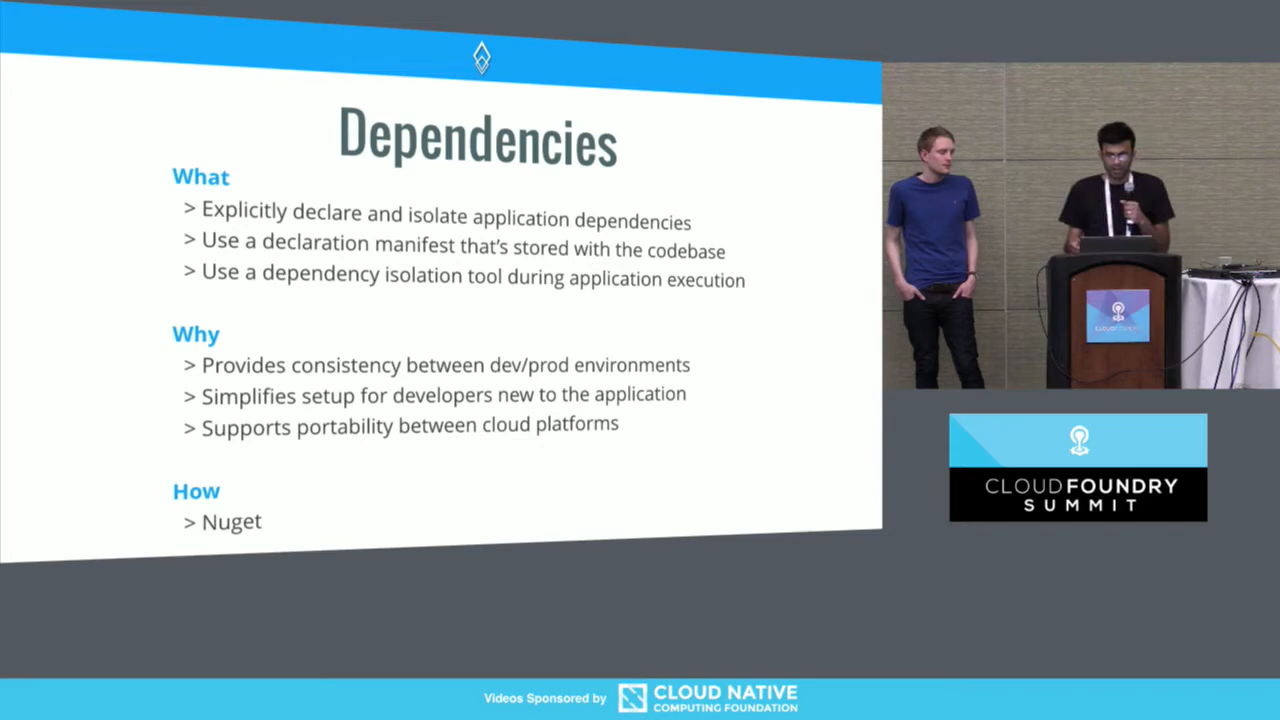 Dependencies
What
> Explicitly declare and isolate application dependencies
> Use a declaration manifest that's stored with the codebase
> Use a dependency isolation tool during application execution
Why
> Provides consistency between dev/prod environments
> Simplifies setup for developers new to the application
> Supports portability between cloud platforms
How
> Nuget
CLOUD FOUNDRY
CLOUDFOUNDRY
SUMMIT
Videos Sponsored by
CLOUD NATIVE
COMPUTING FOUNDATION